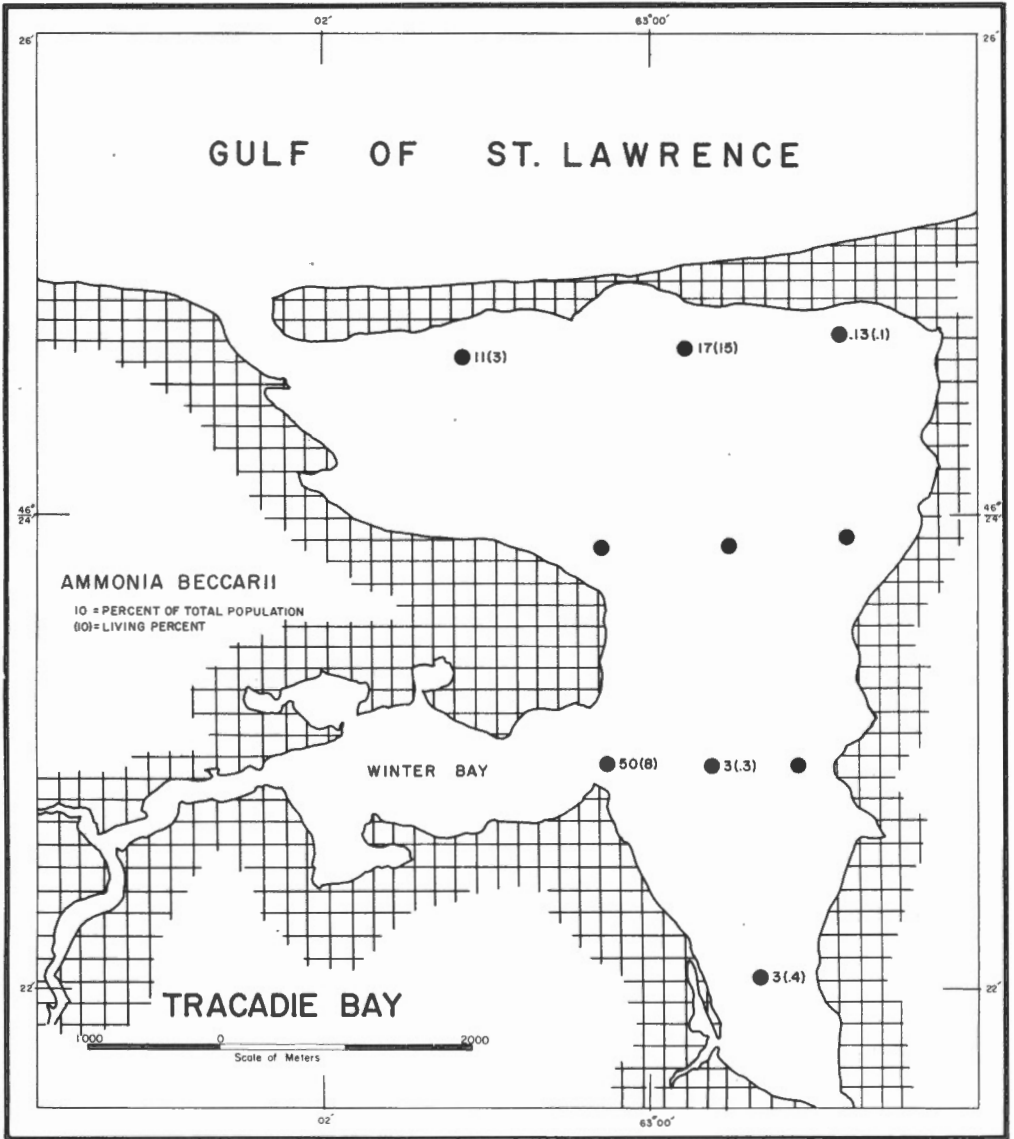 02' 63°00'
26' 26'
GULF OF ST. LAWRENCE
11(3) 17(15) .13(.1)
46° 46°
24' 24'
AMMONIA BECCARII
10 = PERCENT OF TOTAL POPULATION
(10)= LIVING PERCENT
WINTER BAY 50(8) 3(.3)
3(.4)
22' 22'
TRACADIE BAY
1000 0 2000
Scale of Meters
02' 63°00'